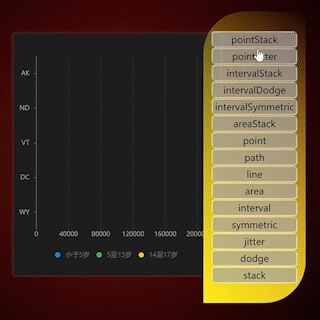 pointStack
pointJitter
intervalStack
intervalDodge
intervalSymmetric
areaStack
point
path
line
area
interval
symmetric
jitter
dodge
stack
AK
ND
VT
DC
WY
0 40000 80000 120000 160000
小于5岁 5至13岁 14至17岁